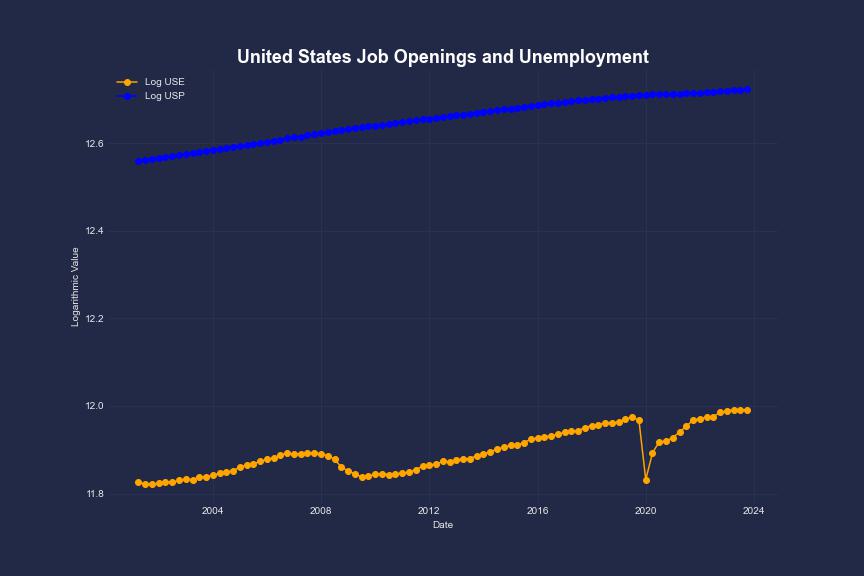 United States Job Openings and Unemployment
Log USE
Log USP
12.6
12.4
12.2
12.0
11.8
Logarithmic Value
2004 2008 2012 2016 2020 2024
Date